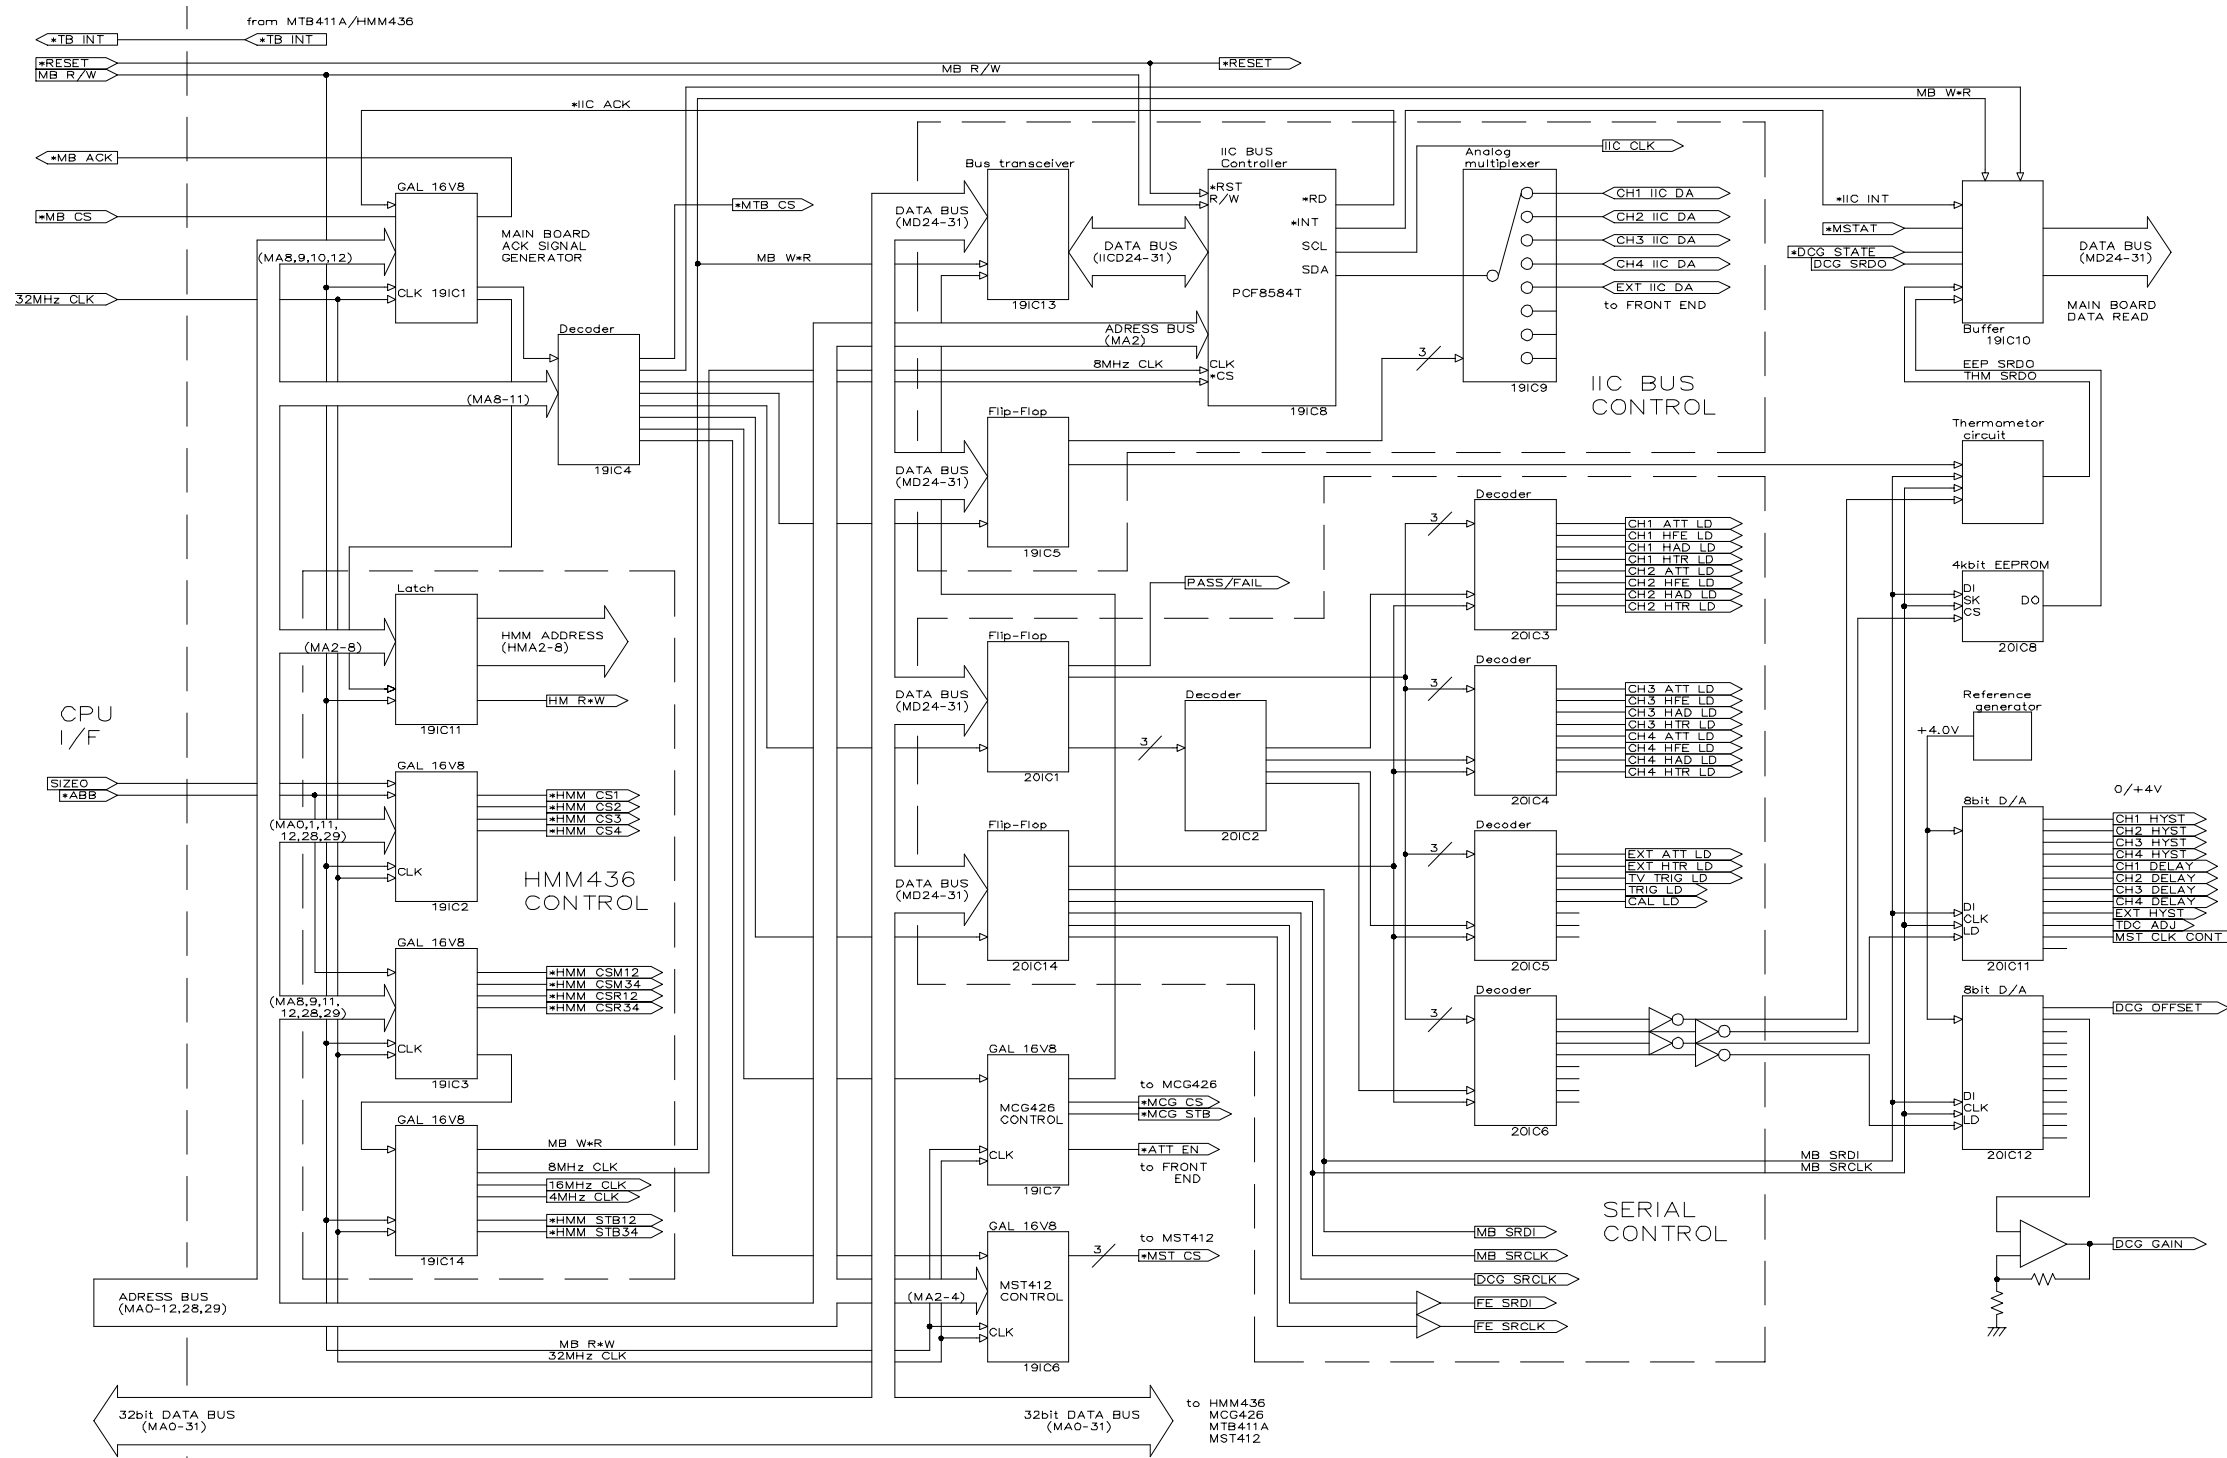 from MTB411A/HMM436
*TB INT
*TB INT
*RESET
MB R/W
MB R/W
*RESET
MB W*R
*IIC ACK
*MB ACK
*MB CS
GAL 16V8
(MA8,9,10,12)
32MHz CLK
CLK 19IC1
MAIN BOARD
ACK SIGNAL
GENERATOR
*MTB CS
MB W*R
Decoder
(MA8-11)
19IC4
Bus transceiver
DATA BUS
(MD24-31)
19IC13
DATA BUS
(IICD24-31)
IIC BUS
Controller
*RST
R/W
*RD
*INT
SCL
SDA
PCF8584T
ADRESS BUS
(MA2)
8MHz CLK
CLK
*CS
19IC8
IIC CLK
Analog
multiplexer
CH1 IIC DA
CH2 IIC DA
CH3 IIC DA
CH4 IIC DA
EXT IIC DA
to FRONT END
3
19IC9
IIC BUS
CONTROL
*IIC INT
*MSTAT
*DCG STATE
DCG SRDO
DATA BUS
(MD24-31)
MAIN BOARD
DATA READ
Buffer
19IC10
EEP SRDO
THM SRDO
Flip-Flop
DATA BUS
(MD24-31)
19IC5
Thermometor
circuit
4kbit EEPROM
DI
SK
CS
DO
20IC8
Decoder
3
CH1 ATT LD
CH1 HFE LD
CH1 HAD LD
CH1 HTR LD
CH2 ATT LD
CH2 HFE LD
CH2 HAD LD
CH2 HTR LD
20IC3
PASS/FAIL
Latch
HMM ADDRESS
(HMA2-8)
(MA2-8)
HM R*W
19IC11
CPU
I/F
Flip-Flop
DATA BUS
(MD24-31)
20IC1
3
Decoder
20IC2
Decoder
3
CH3 ATT LD
CH3 HFE LD
CH3 HAD LD
CH3 HTR LD
CH4 ATT LD
CH4 HFE LD
CH4 HAD LD
CH4 HTR LD
20IC4
Reference
generator
+4.0V
SIZE0
*ABB
GAL 16V8
*HMM CS1
*HMM CS2
*HMM CS3
*HMM CS4
(MA0,1,11,
12,28,29)
CLK
19IC2
HMM436
CONTROL
Flip-Flop
DATA BUS
(MD24-31)
20IC14
Decoder
3
EXT ATT LD
EXT HTR LD
TV TRIG LD
TRIG LD
CAL LD
20IC5
0/+4V
8bit D/A
CH1 HYST
CH2 HYST
CH3 HYST
CH4 HYST
CH1 DELAY
CH2 DELAY
CH3 DELAY
CH4 DELAY
EXT HYST
TDC ADJ
MST CLK CONT
DI
CLK
LD
20IC11
GAL 16V8
*HMM CSM12
*HMM CSM34
*HMM CSR12
*HMM CSR34
(MA8,9,11,
12,28,29)
CLK
19IC3
Decoder
3
20IC6
8bit D/A
DCG OFFSET
DI
CLK
LD
20IC12
GAL 16V8
MCG426
CONTROL
CLK
19IC7
to MCG426
*MCG CS
*MCG STB
*ATT EN
to FRONT
END
GAL 16V8
MB W*R
8MHz CLK
16MHz CLK
4MHz CLK
*HMM STB12
*HMM STB34
19IC14
MB SRDI
MB SRCLK
SERIAL
CONTROL
GAL 16V8
MST412
CONTROL
(MA2-4)
CLK
19IC6
to MST412
3
*MST CS
MB SRDI
MB SRCLK
DCG SRCLK
FE SRDI
FE SRCLK
DCG GAIN
ADRESS BUS
(MA0-12,28,29)
MB R*W
32MHz CLK
32bit DATA BUS
(MA0-31)
32bit DATA BUS
(MA0-31)
to HMM436
MCG426
MTB411A
MST412